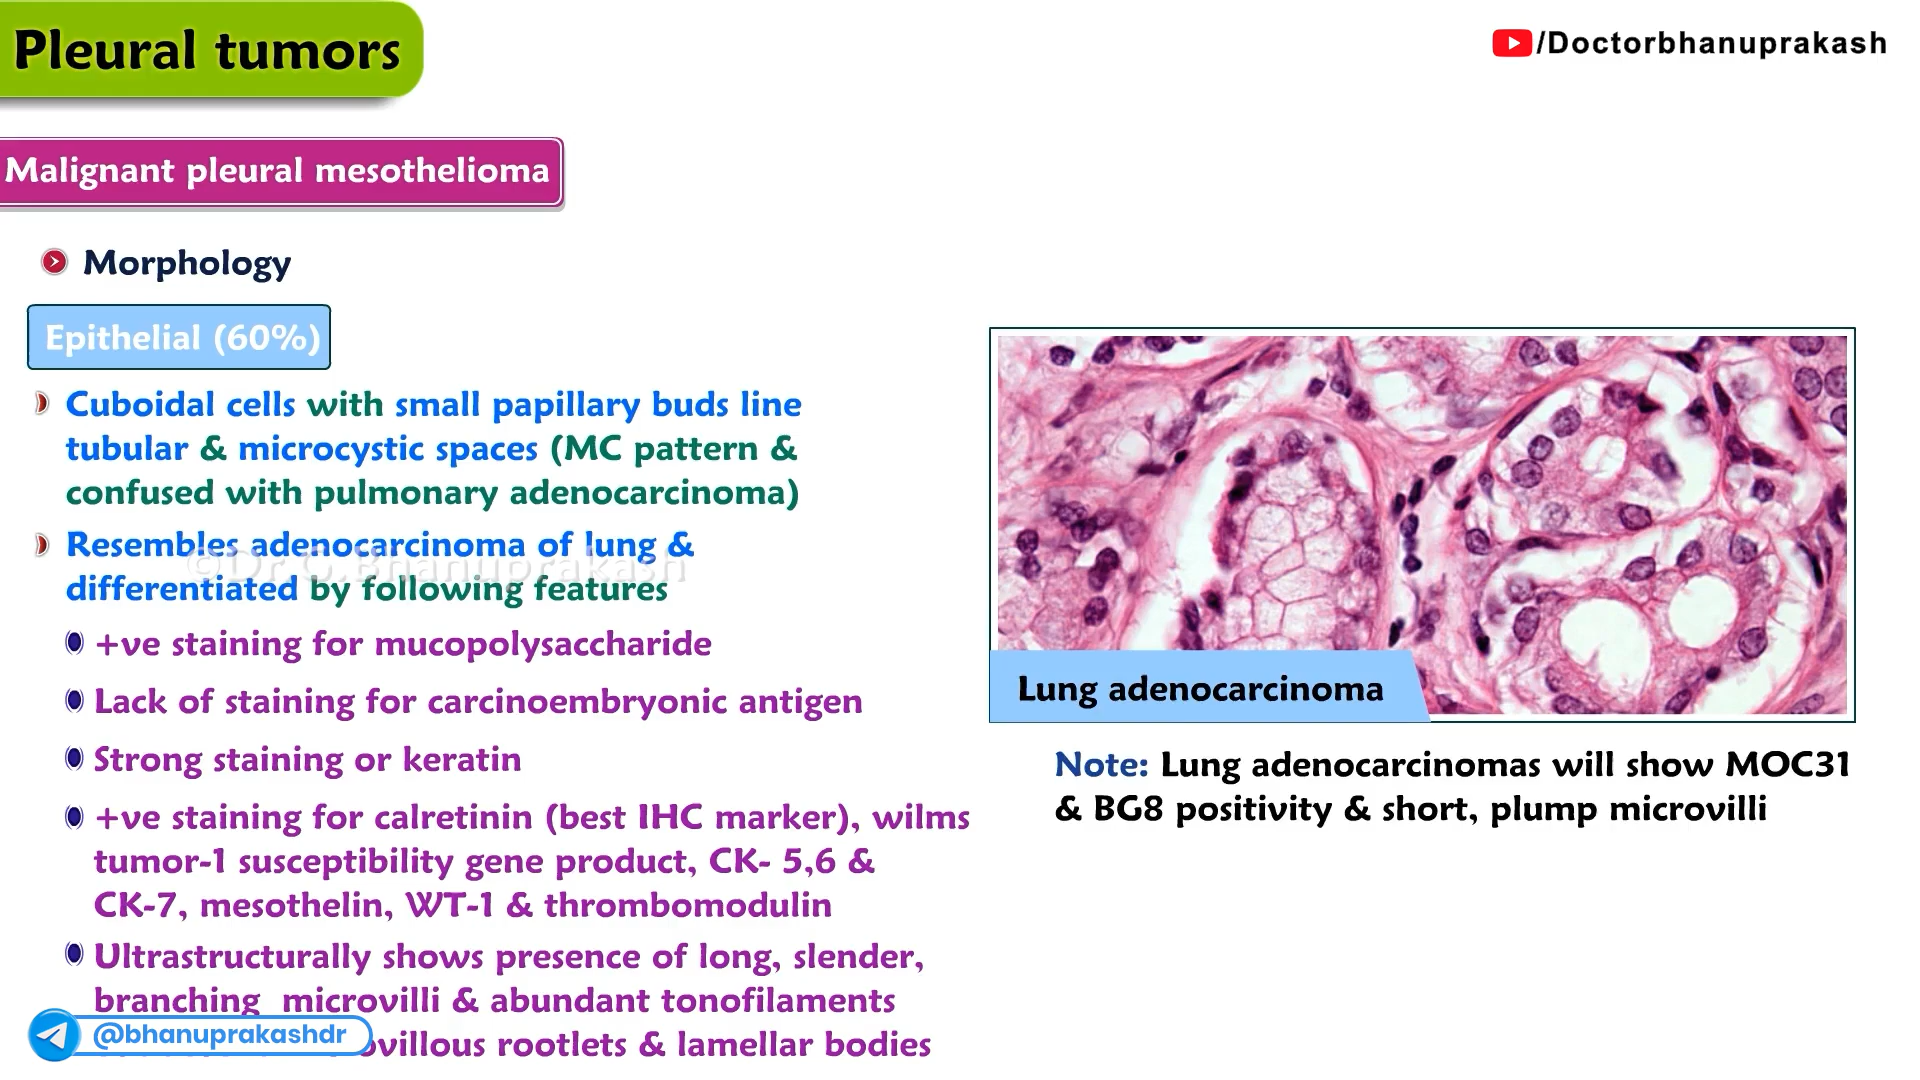 Pleural tumors
/Doctorbhanuprakash
Malignant pleural mesothelioma
Morphology
Epithelial (60%)
Cuboidal cells with small papillary buds line
tubular & microcystic spaces (MC pattern &
confused with pulmonary adenocarcinoma)
Resembles adenocarcinoma of lung &
differentiated by following features
©Dr.G.Bhanuprakash
+ve staining for mucopolysaccharide
Lack of staining for carcinoembryonic antigen
Strong staining or keratin
+ve staining for calretinin (best IHC marker), wilms
tumor-1 susceptibility gene product, CK- 5,6 &
CK-7, mesothelin, WT-1 & thrombomodulin
Ultrastructurally shows presence of long, slender,
branching microvilli & abundant tonofilaments
rootlets & lamellar bodies
@bhanuprakashdr
Lung adenocarcinoma
Note: Lung adenocarcinomas will show MOC31
& BG8 positivity & short, plump microvilli